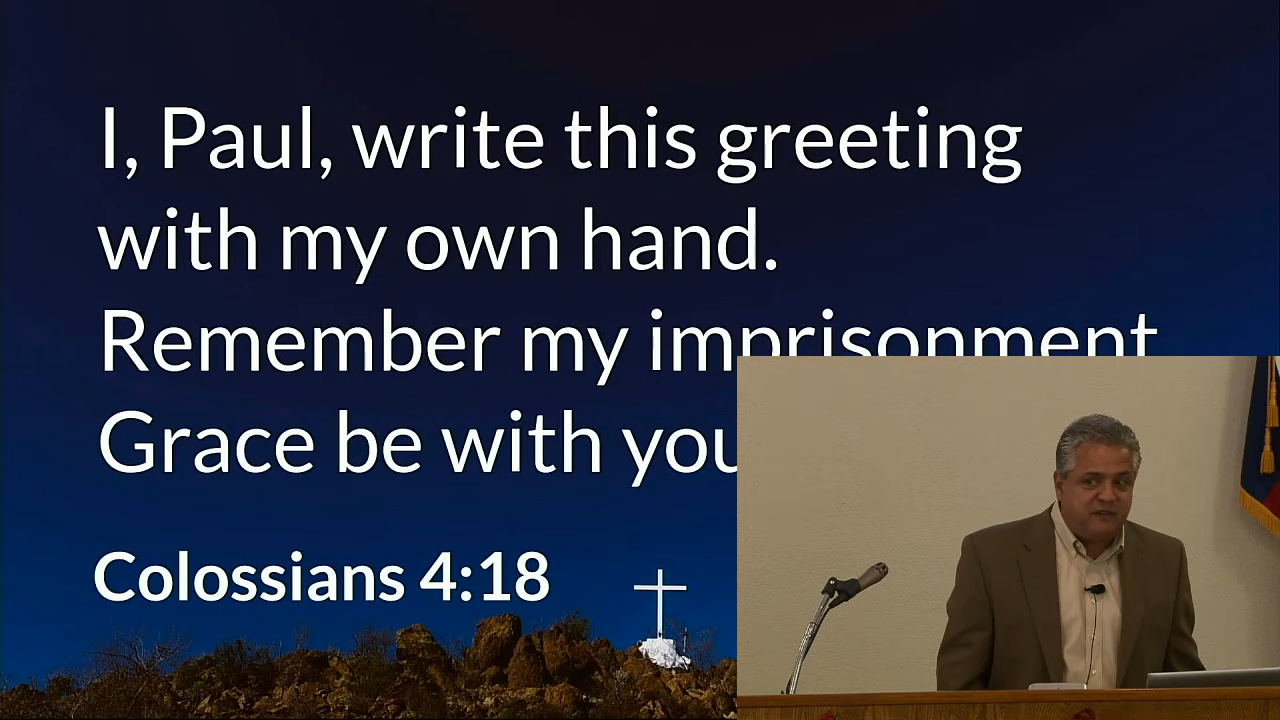 I, Paul, write this greeting
with my own hand.
Remember my imprisonment
Grace be with you
Colossians 4:18